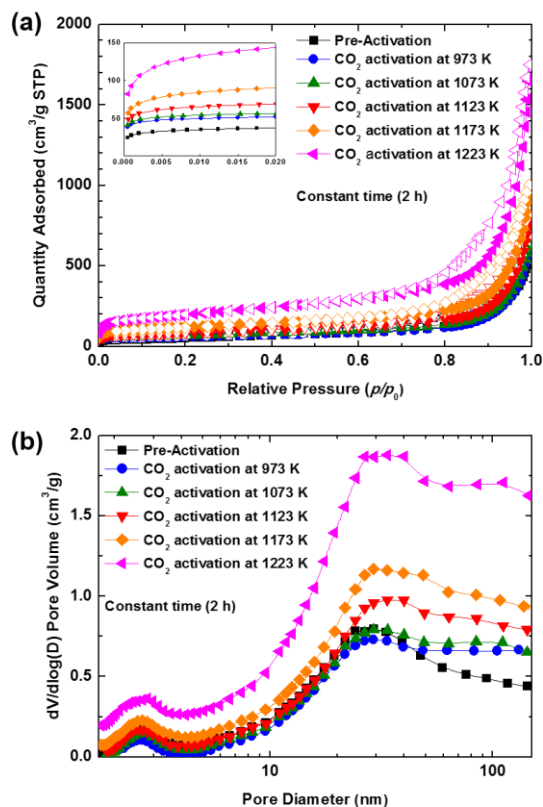 (a)
2000
1750
1500
1250
1000
750
500
250
0
Quantity Adsorbed (cm³/g STP)
150
100
50
0.000 0.005 0.010 0.015 0.020
Pre-Activation
CO₂ activation at 973 K
CO₂ activation at 1073 K
CO₂ activation at 1123 K
CO₂ activation at 1173 K
CO₂ activation at 1223 K
Constant time (2 h)
0.0 0.2 0.4 0.6 0.8 1.0
Relative Pressure (p/p₀)
(b)
2.0
1.5
1.0
0.5
0.0
dV/dlog(D) Pore Volume (cm³/g)
Pre-Activation
CO₂ activation at 973 K
CO₂ activation at 1073 K
CO₂ activation at 1123 K
CO₂ activation at 1173 K
CO₂ activation at 1223 K
Constant time (2 h)
10 100
Pore Diameter (nm)